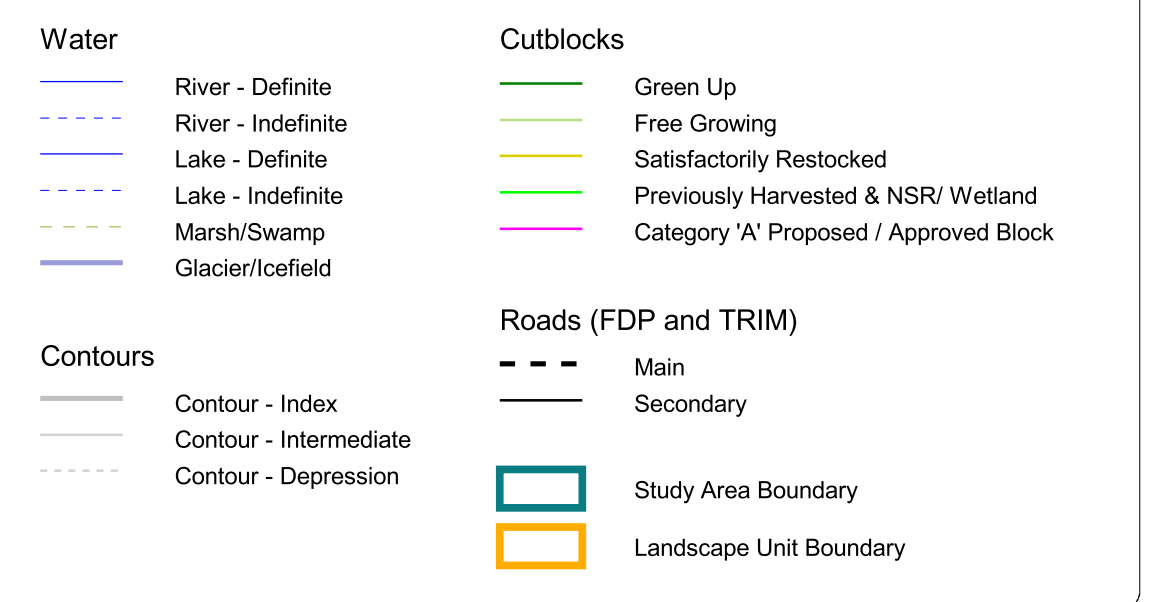 Water
River - Definite
River - Indefinite
Lake - Definite
Lake - Indefinite
Marsh/Swamp
Glacier/Icefield
Contours
Contour - Index
Contour - Intermediate
Contour - Depression
Cutblocks
Green Up
Free Growing
Satisfactorily Restocked
Previously Harvested & NSR/ Wetland
Category 'A' Proposed / Approved Block
Roads (FDP and TRIM)
Main
Secondary
Study Area Boundary
Landscape Unit Boundary